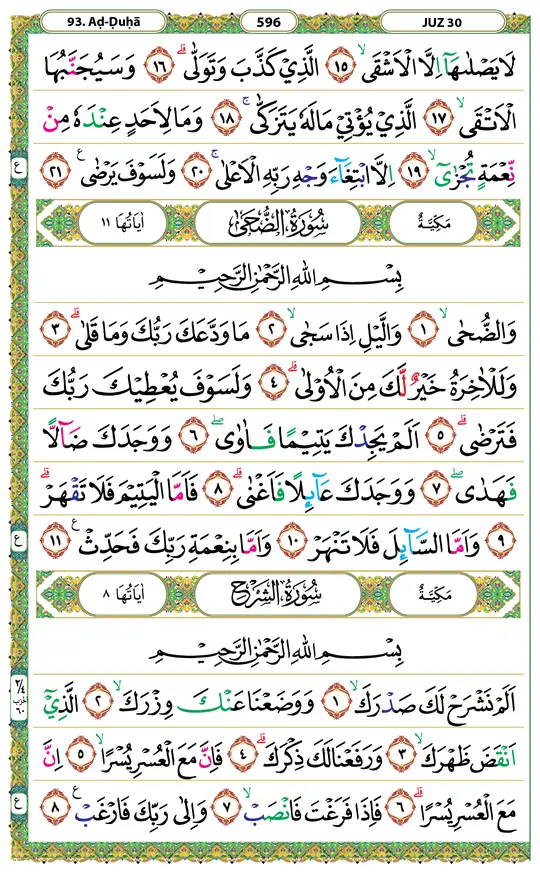 93. Aḍ-Ḍuḥā 596 JUZ 30
لَا يَصْلٰىهَاۤ اِلَّا الْاَشْقَىۙ ۝١٥ الَّذِيْ كَذَّبَ وَتَوَلّٰىۗ ۝١٦ وَسَيُجَنَّبُهَا
الْاَتْقَىۙ ۝١٧ الَّذِيْ يُؤْتِيْ مَالَهٗ يَتَزَكّٰىۚ ۝١٨ وَمَا لِاَحَدٍ عِنْدَهٗ مِنْ
نِّعْمَةٍ تُجْزٰىۤۙ ۝١٩ اِلَّا ابْتِغَاۤءَ وَجْهِ رَبِّهِ الْاَعْلٰىۚ ۝٢٠ وَلَسَوْفَ يَرْضٰى ࣖ ۝٢١
مَكِيَّةٌ سُوْرَةُ الضُّحٰى اٰيَاتُهَا ١١
بِسْمِ اللهِ الرَّحْمٰنِ الرَّحِيْمِ
وَالضُّحٰىۙ ۝١ وَالَّيْلِ اِذَا سَجٰىۙ ۝٢ مَا وَدَّعَكَ رَبُّكَ وَمَا قَلٰىۗ ۝٣
وَلَلْاٰخِرَةُ خَيْرٌ لَّكَ مِنَ الْاُوْلٰىۗ ۝٤ وَلَسَوْفَ يُعْطِيْكَ رَبُّكَ
فَتَرْضٰىۗ ۝٥ اَلَمْ يَجِدْكَ يَتِيْمًا فَاٰوٰىۖ ۝٦ وَوَجَدَكَ ضَاۤلًّا
فَهَدٰىۖ ۝٧ وَوَجَدَكَ عَاۤىِٕلًا فَاَغْنٰىۗ ۝٨ فَاَمَّا الْيَتِيْمَ فَلَا تَقْهَرْۗ
۝٩ وَاَمَّا السَّاۤىِٕلَ فَلَا تَنْهَرْ ۝١٠ وَاَمَّا بِنِعْمَةِ رَبِّكَ فَحَدِّثْ ࣖ ۝١١
مَكِيَّةٌ سُوْرَةُ الشَّرْحِ اٰيَاتُهَا ٨
بِسْمِ اللهِ الرَّحْمٰنِ الرَّحِيْمِ
اَلَمْ نَشْرَحْ لَكَ صَدْرَكَۙ ۝١ وَوَضَعْنَا عَنْكَ وِزْرَكَۙ ۝٢ الَّذِيْۤ
اَنْقَضَ ظَهْرَكَۙ ۝٣ وَرَفَعْنَا لَكَ ذِكْرَكَۗ ۝٤ فَاِنَّ مَعَ الْعُسْرِ يُسْرًاۙ ۝٥ اِنَّ
مَعَ الْعُسْرِ يُسْرًاۗ ۝٦ فَاِذَا فَرَغْتَ فَانْصَبْۙ ۝٧ وَاِلٰى رَبِّكَ فَارْغَبْ ࣖ ۝٨
ع
ع
٢/٤
حزب
٦٠
ع